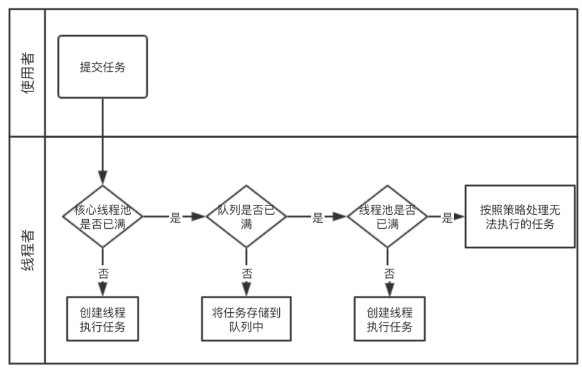 使用者
提交任务
线程者
核心线程池
是否已满
是
队列是否已
满
是
线程池是否
已满
是
按照策略处理无
法执行的任务
否
否
否
创建线程
执行任务
将任务存储到
队列中
创建线程
执行任务